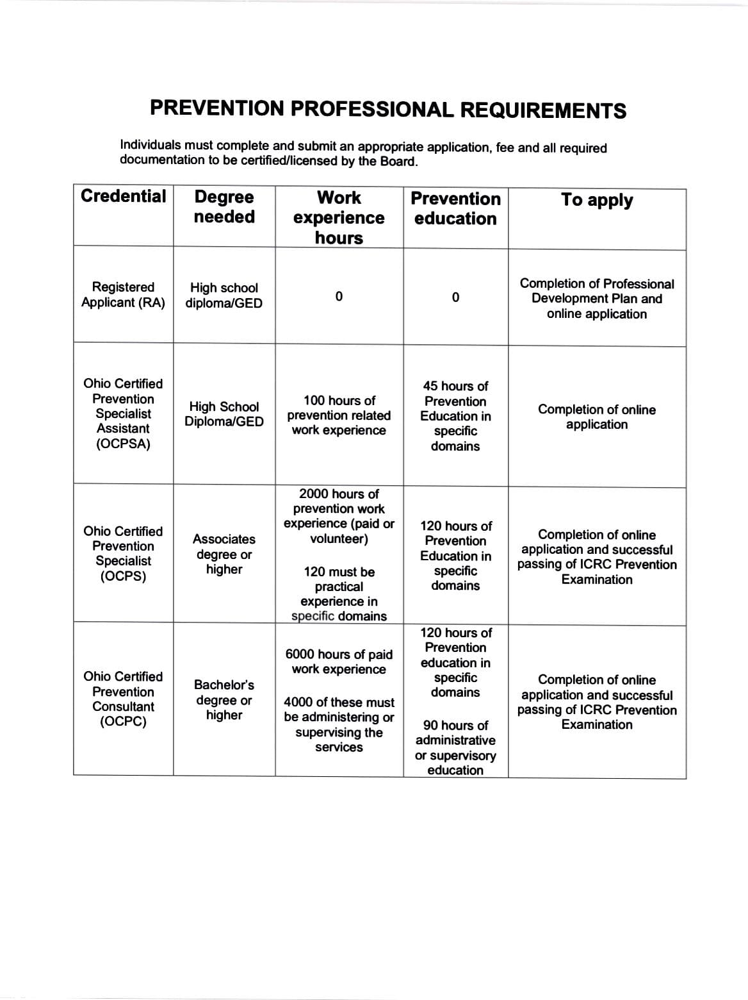 PREVENTION PROFESSIONAL REQUIREMENTS
Individuals must complete and submit an appropriate application, fee and all required
documentation to be certified/licensed by the Board.
Credential
Degree
needed
Work
experience
hours
Prevention
education
To apply
Registered
Applicant (RA)
High school
diploma/GED
0
0
Completion of Professional
Development Plan and
online application
Ohio Certified
Prevention
Specialist
Assistant
(OCPSA)
High School
Diploma/GED
100 hours of
prevention related
work experience
45 hours of
Prevention
Education in
specific
domains
Completion of online
application
Ohio Certified
Prevention
Specialist
(OCPS)
Associates
degree or
higher
2000 hours of
prevention work
experience (paid or
volunteer)
120 must be
practical
experience in
specific domains
120 hours of
Prevention
Education in
specific
domains
Completion of online
application and successful
passing of ICRC Prevention
Examination
Ohio Certified
Prevention
Consultant
(OCPC)
Bachelor's
degree or
higher
6000 hours of paid
work experience
4000 of these must
be administering or
supervising the
services
120 hours of
Prevention
education in
specific
domains
90 hours of
administrative
or supervisory
education
Completion of online
application and successful
passing of ICRC Prevention
Examination